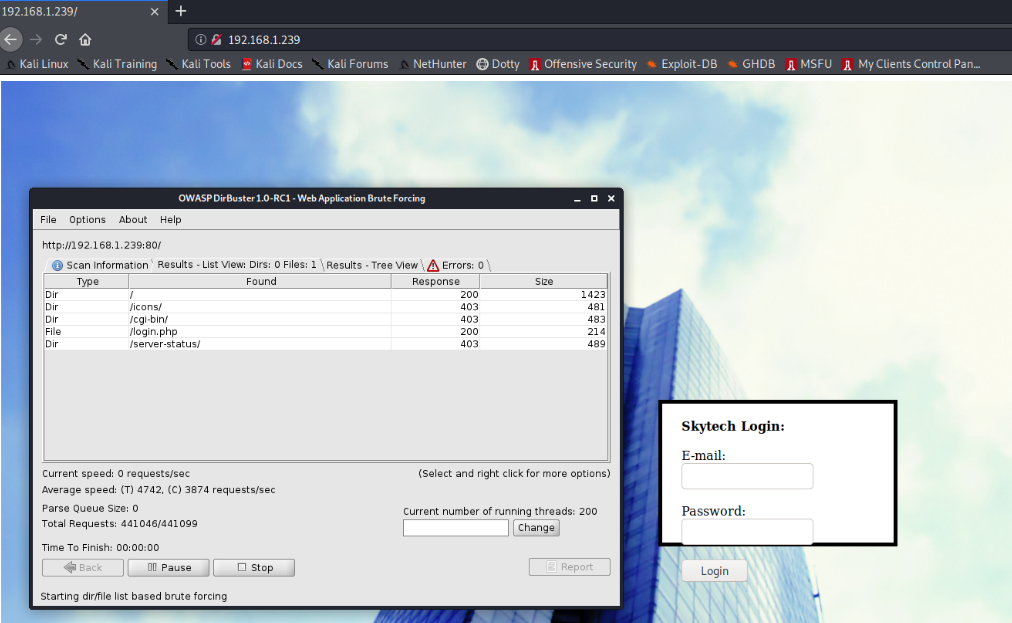 192.168.1.239/
192.168.1.239
Kali Linux Kali Training Kali Tools Kali Docs Kali Forums NetHunter Dotty Offensive Security Exploit-DB GHDB MSFU My Clients Control Pan...
OWASP DirBuster 1.0-RC1 - Web Application Brute Forcing
File Options About Help
http://192.168.1.239:80/
Scan Information Results - List View: Dirs: 0 Files: 1 Results - Tree View Errors: 0
Type Found Response Size
Dir / 200 1423
Dir /icons/ 403 481
Dir /cgi-bin/ 403 483
File /login.php 200 214
Dir /server-status/ 403 489
Current speed: 0 requests/sec (Select and right click for more options)
Average speed: (T) 4742, (C) 3874 requests/sec
Parse Queue Size: 0
Total Requests: 441046/441099
Current number of running threads: 200
Change
Time To Finish: 00:00:00
Back Pause Stop Report
Starting dir/file list based brute forcing
Skytech Login:
E-mail:
Password:
Login